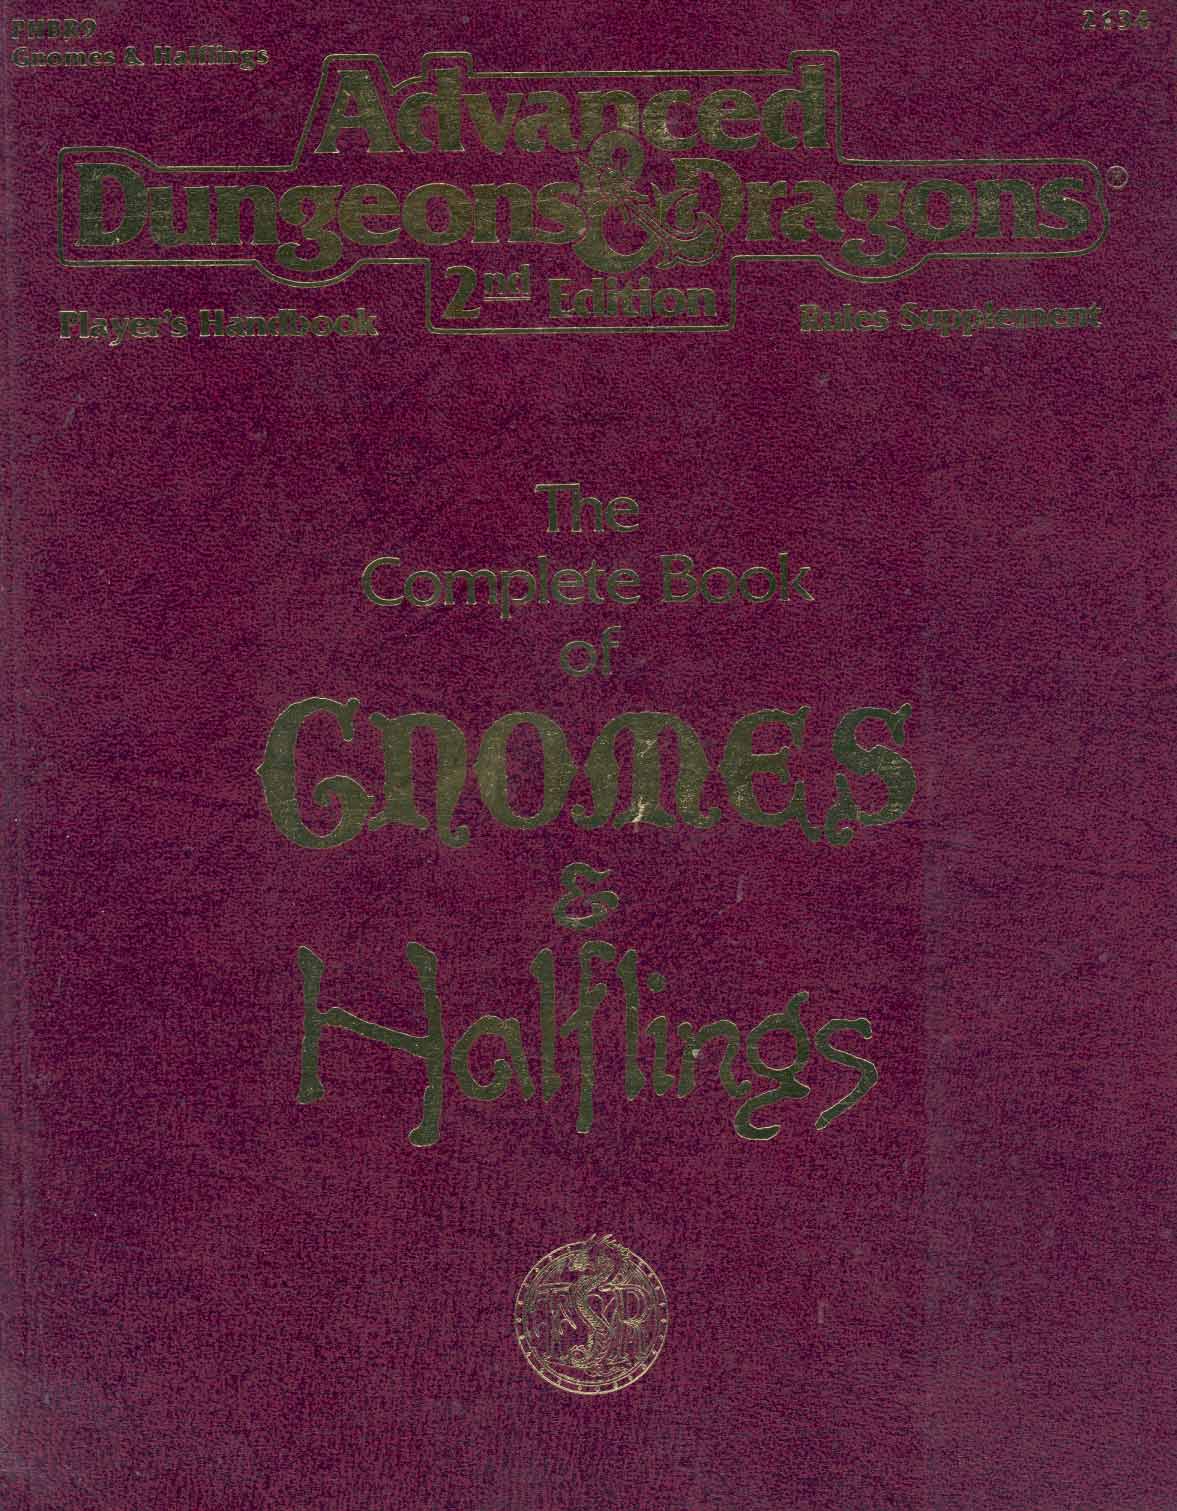 PHBR9
Gnomes & Halflings
2134
Advanced
Dungeons & Dragons®
2nd Edition
Player's Handbook
Rules Supplement
The
Complete Book
of
GNOMES
&
Halflings
TSR